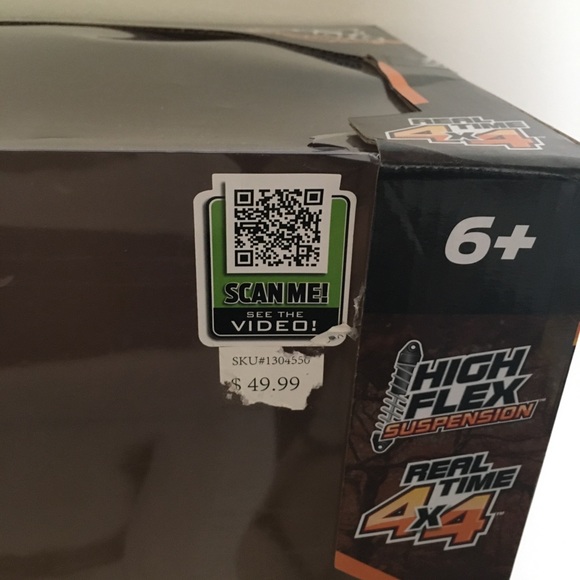 REAL
TIME
4x4
6+
SCAN ME!
SEE THE
VIDEO!
SKU#1304556
$ 49.99
HIGH
FLEX
SUSPENSION
REAL
TIME
4x4